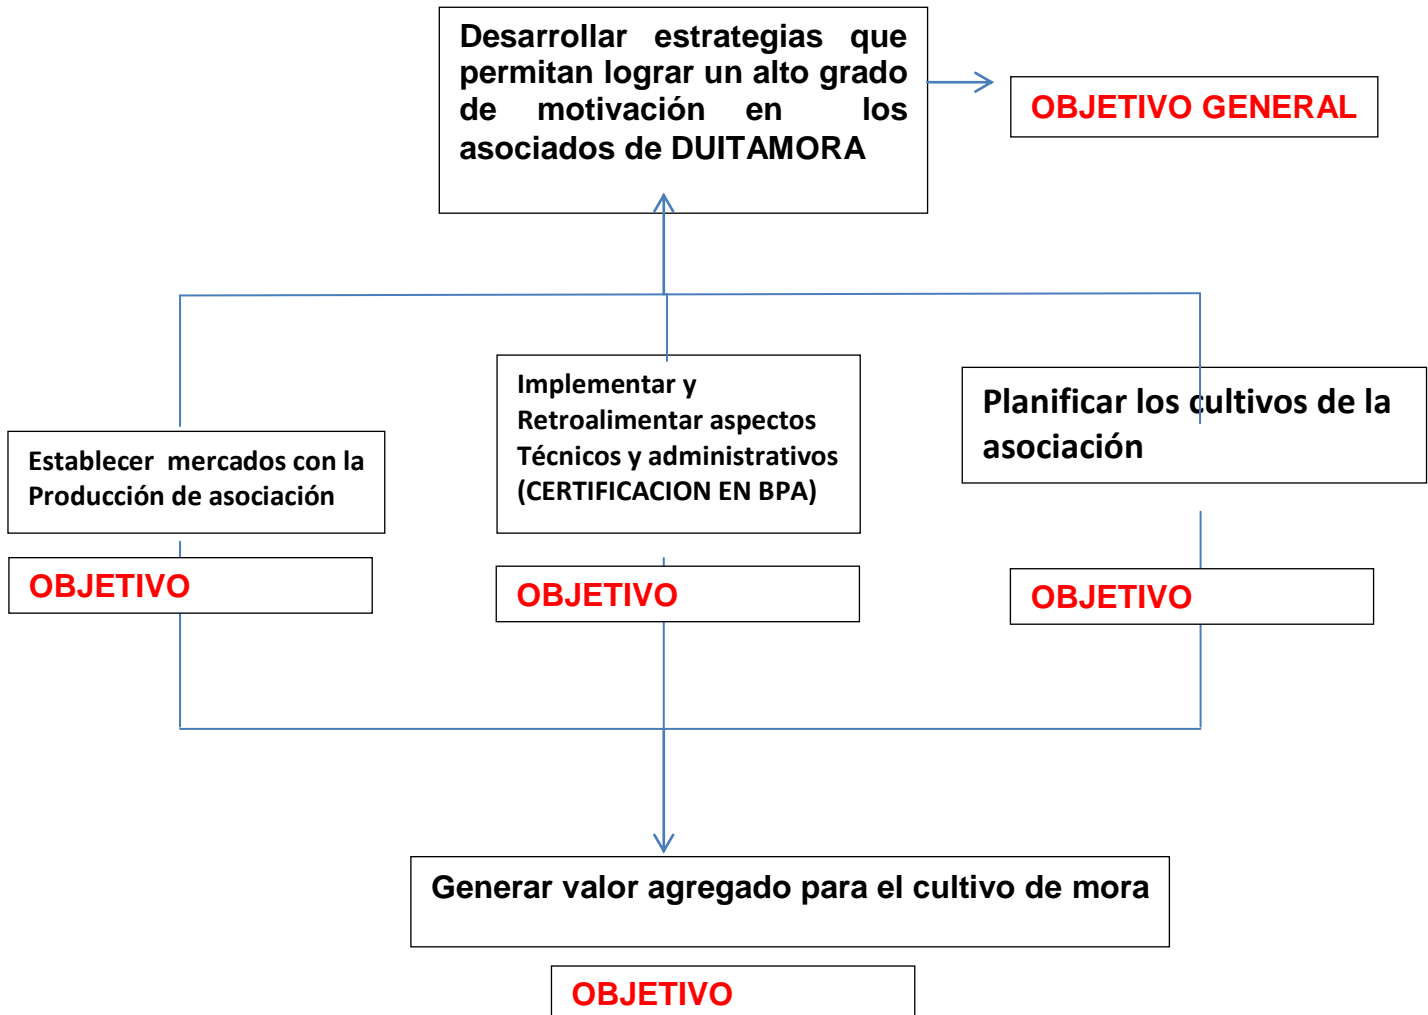 Desarrollar estrategias que
permitan lograr un alto grado
de motivación en los
asociados de DUITAMORA
OBJETIVO GENERAL
Establecer mercados con la
Producción de asociación
OBJETIVO
Implementar y
Retroalimentar aspectos
Técnicos y administrativos
(CERTIFICACION EN BPA)
OBJETIVO
Planificar los cultivos de la
asociación
OBJETIVO
Generar valor agregado para el cultivo de mora
OBJETIVO